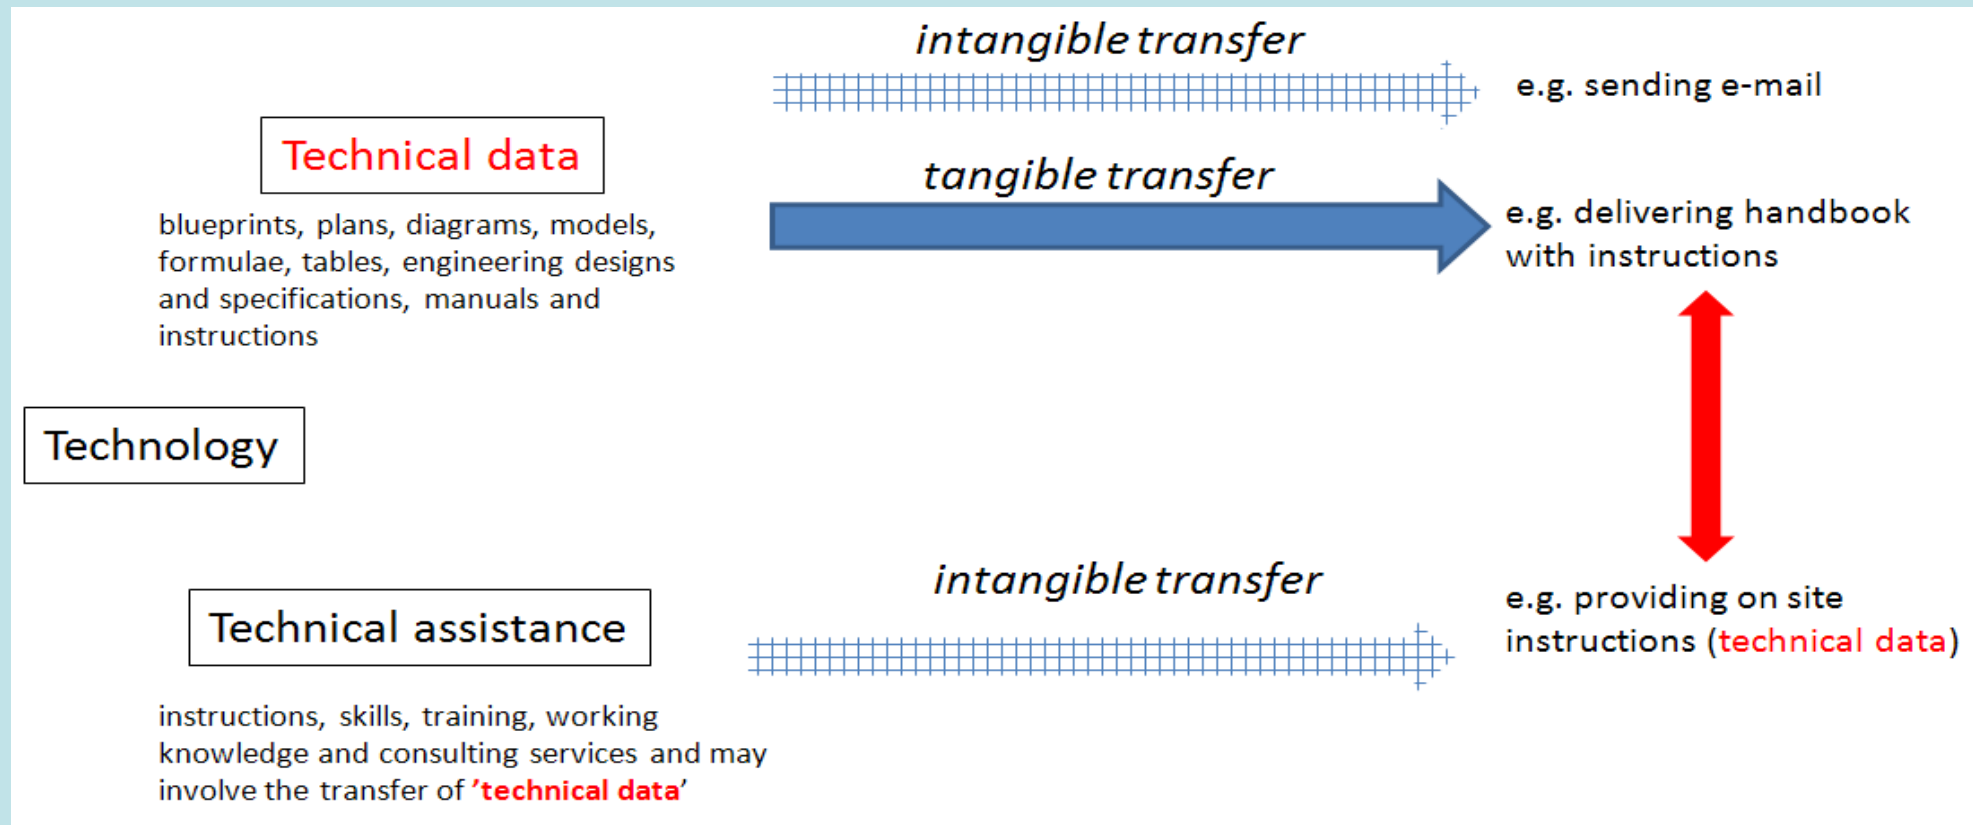 intangible transfer
e.g. sending e-mail
Technical data
tangible transfer
blueprints, plans, diagrams, models,
formulae, tables, engineering designs
and specifications, manuals and
instructions
e.g. delivering handbook
with instructions
Technology
intangible transfer
Technical assistance
e.g. providing on site
instructions (technical data)
instructions, skills, training, working
knowledge and consulting services and may
involve the transfer of ’technical data’